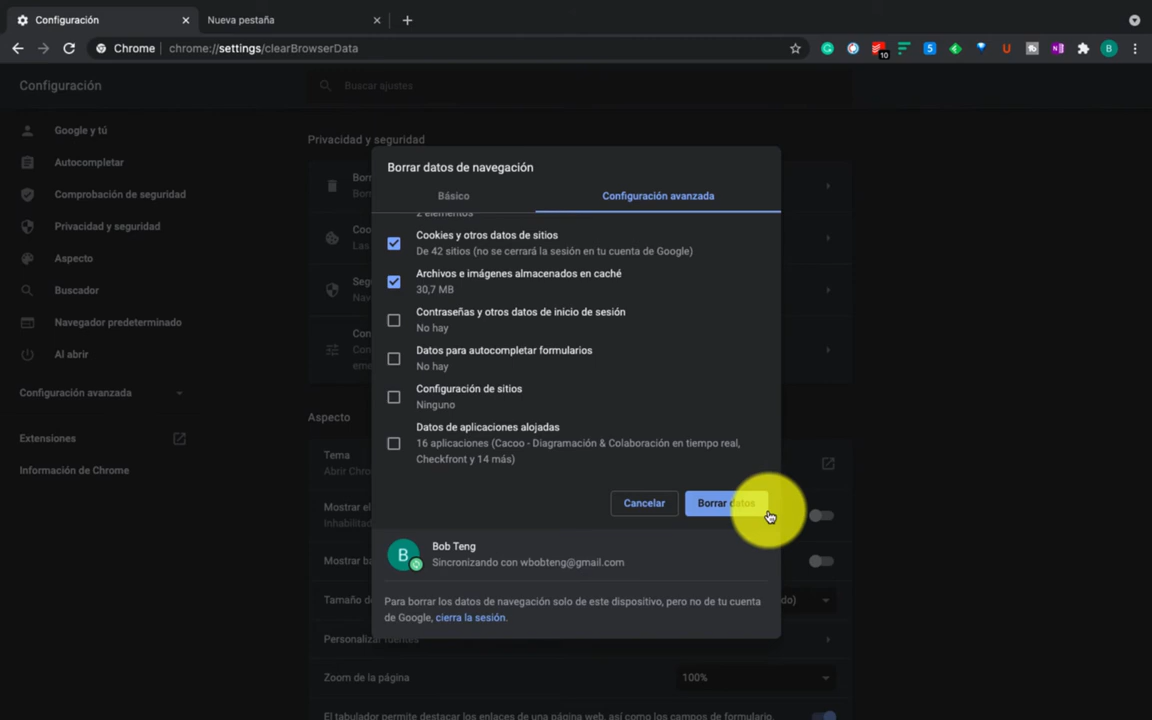 Configuración
Nueva pestaña
Chrome
chrome://settings/clearBrowserData
10
5
U
B
Configuración
Buscar ajustes
Google y tú
Autocompletar
Comprobación de seguridad
Privacidad y seguridad
Aspecto
Buscador
Navegador predeterminado
Al abrir
Configuración avanzada
Extensiones
Información de Chrome
Privacidad y seguridad
Borrar datos de navegación
Básico
Configuración avanzada
2 elementos
Cookies y otros datos de sitios
De 42 sitios (no se cerrará la sesión en tu cuenta de Google)
Archivos e imágenes almacenados en caché
30,7 MB
Contraseñas y otros datos de inicio de sesión
No hay
Datos para autocompletar formularios
No hay
Configuración de sitios
Ninguno
Datos de aplicaciones alojadas
16 aplicaciones (Cacoo - Diagramación & Colaboración en tiempo real,
Checkfront y 14 más)
Cancelar
Borrar datos
B
Bob Teng
Sincronizando con wbobteng@gmail.com
Para borrar los datos de navegación solo de este dispositivo, pero no de tu cuenta
de Google, cierra la sesión.
Aspecto
Tema
Abrir Chro
Mostrar el
Inhabilitad
Mostrar ba
Tamaño d
do)
Personalizar fuentes
Zoom de la página
100%
El tabulador permite destacar los enlaces de una página web, así como los campos de formulario.